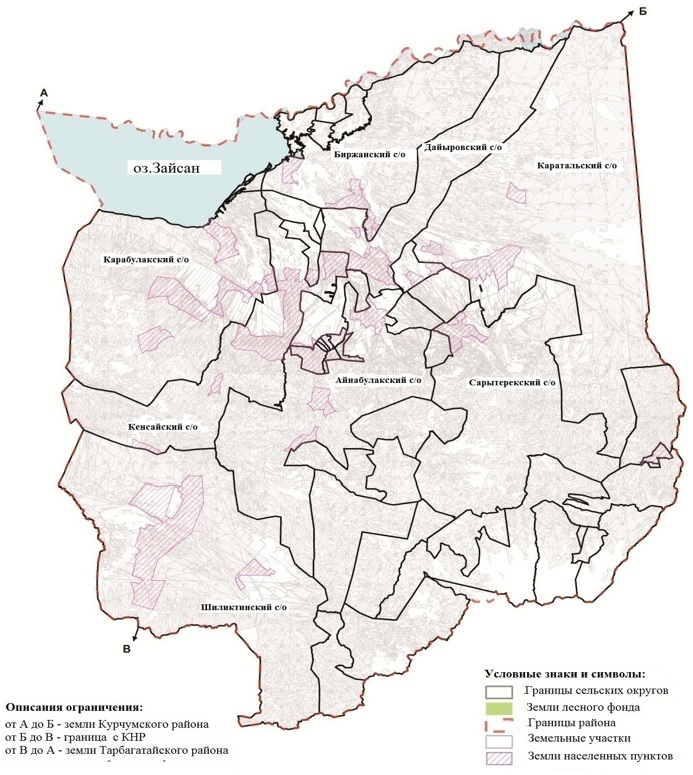 Б
А
Биржанский с/о
Дайыровский с/о
Каратальский с/о
оз.Зайсан
Карабулакский с/о
Айнабулакский с/о
Сарытерекский с/о
Кенсайский с/о
Шиликтинский с/о
В
Описания ограничения:
от А до Б - земли Курчумского района
от Б до В - граница с КНР
от В до А - земли Тарбагатайского района
Условные знаки и символы:
Границы сельских округов
Земли лесного фонда
Границы района
Земельные участки
Земли населенных пунктов